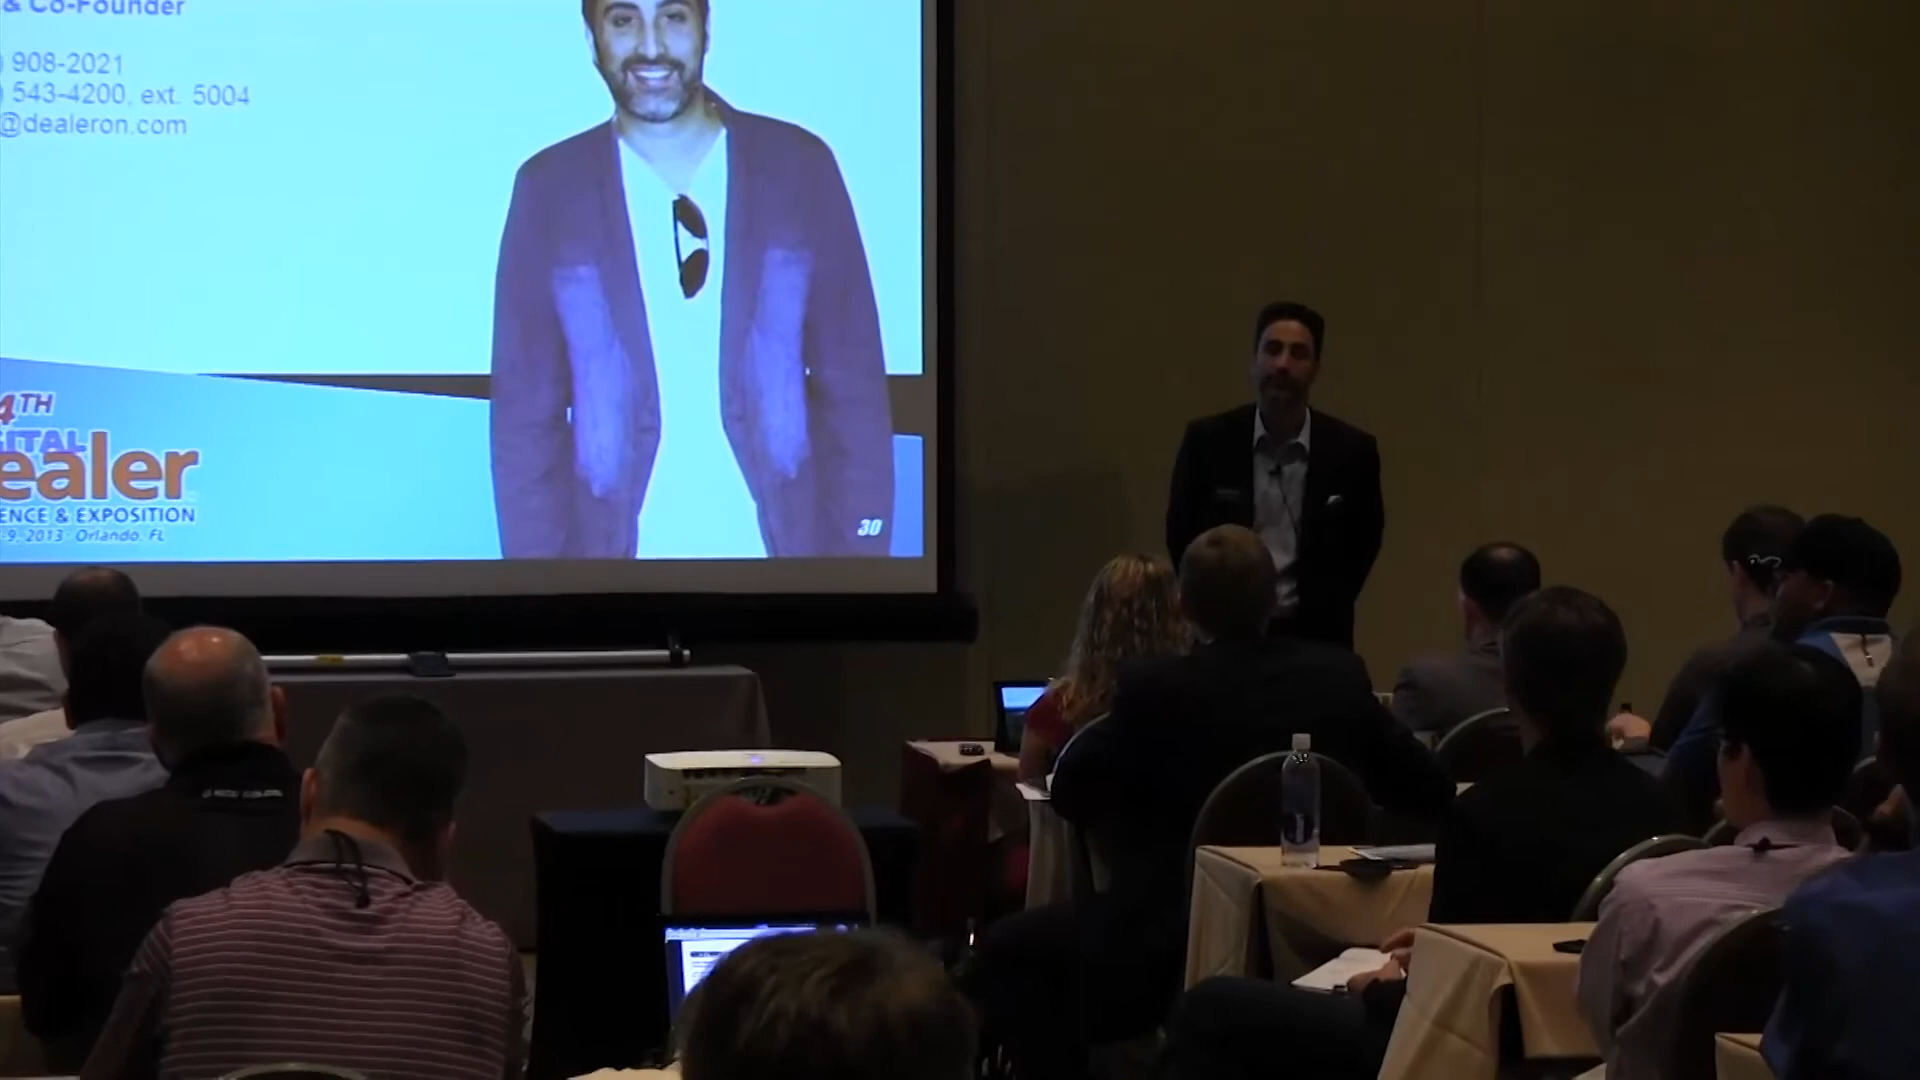 & Co-Founder
) 908-2021
) 543-4200, ext. 5004
@dealeron.com
4TH
GITAL
ealer
ENCE & EXPOSITION
-9, 2013 · Orlando, FL
30